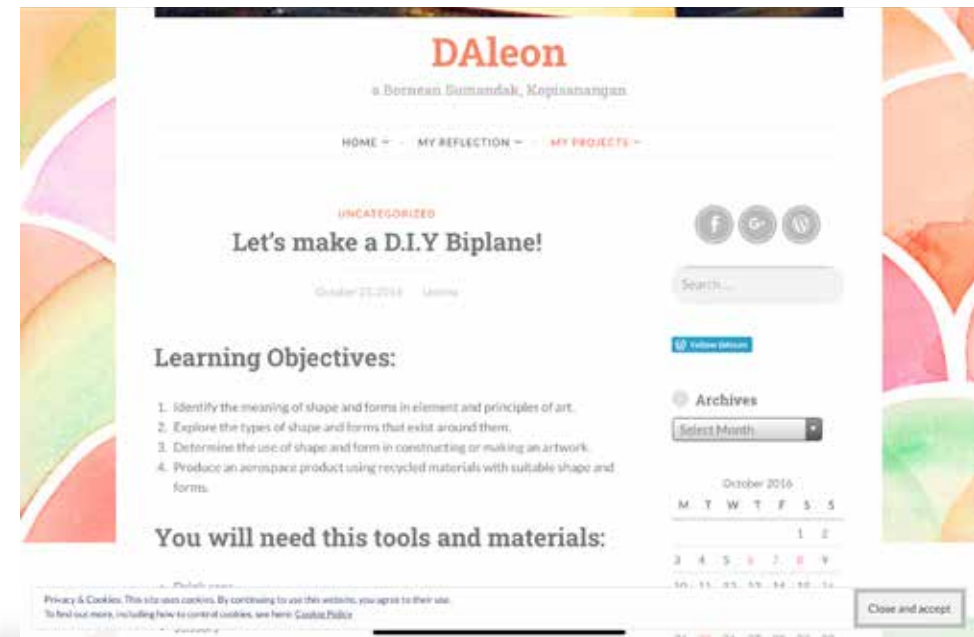 DAleon
a Bornean Sumandak, Kopisanangan
HOME
MY REFLECTION
MY PROJECTS
UNCATEGORIZED
Let's make a D.I.Y Biplane!
October 23, 2016
Learning Objectives:
1. Identify the meaning of shape and forms in element and principles of art.
2. Explore the types of shape and forms that exist around them.
3. Determine the use of shape and form in constructing or making an artwork.
4. Produce an aerospace product using recycled materials with suitable shape and
forms.
You will need this tools and materials:
Search ...
Archives
Select Month
October 2016
M T W T F S S
1 2
3 4 5 6 7 8 9
Privacy & Cookies: This site uses cookies. By continuing to use this website, you agree to their use.
To find out more, including how to control cookies, see here: Cookie Policy
Close and accept